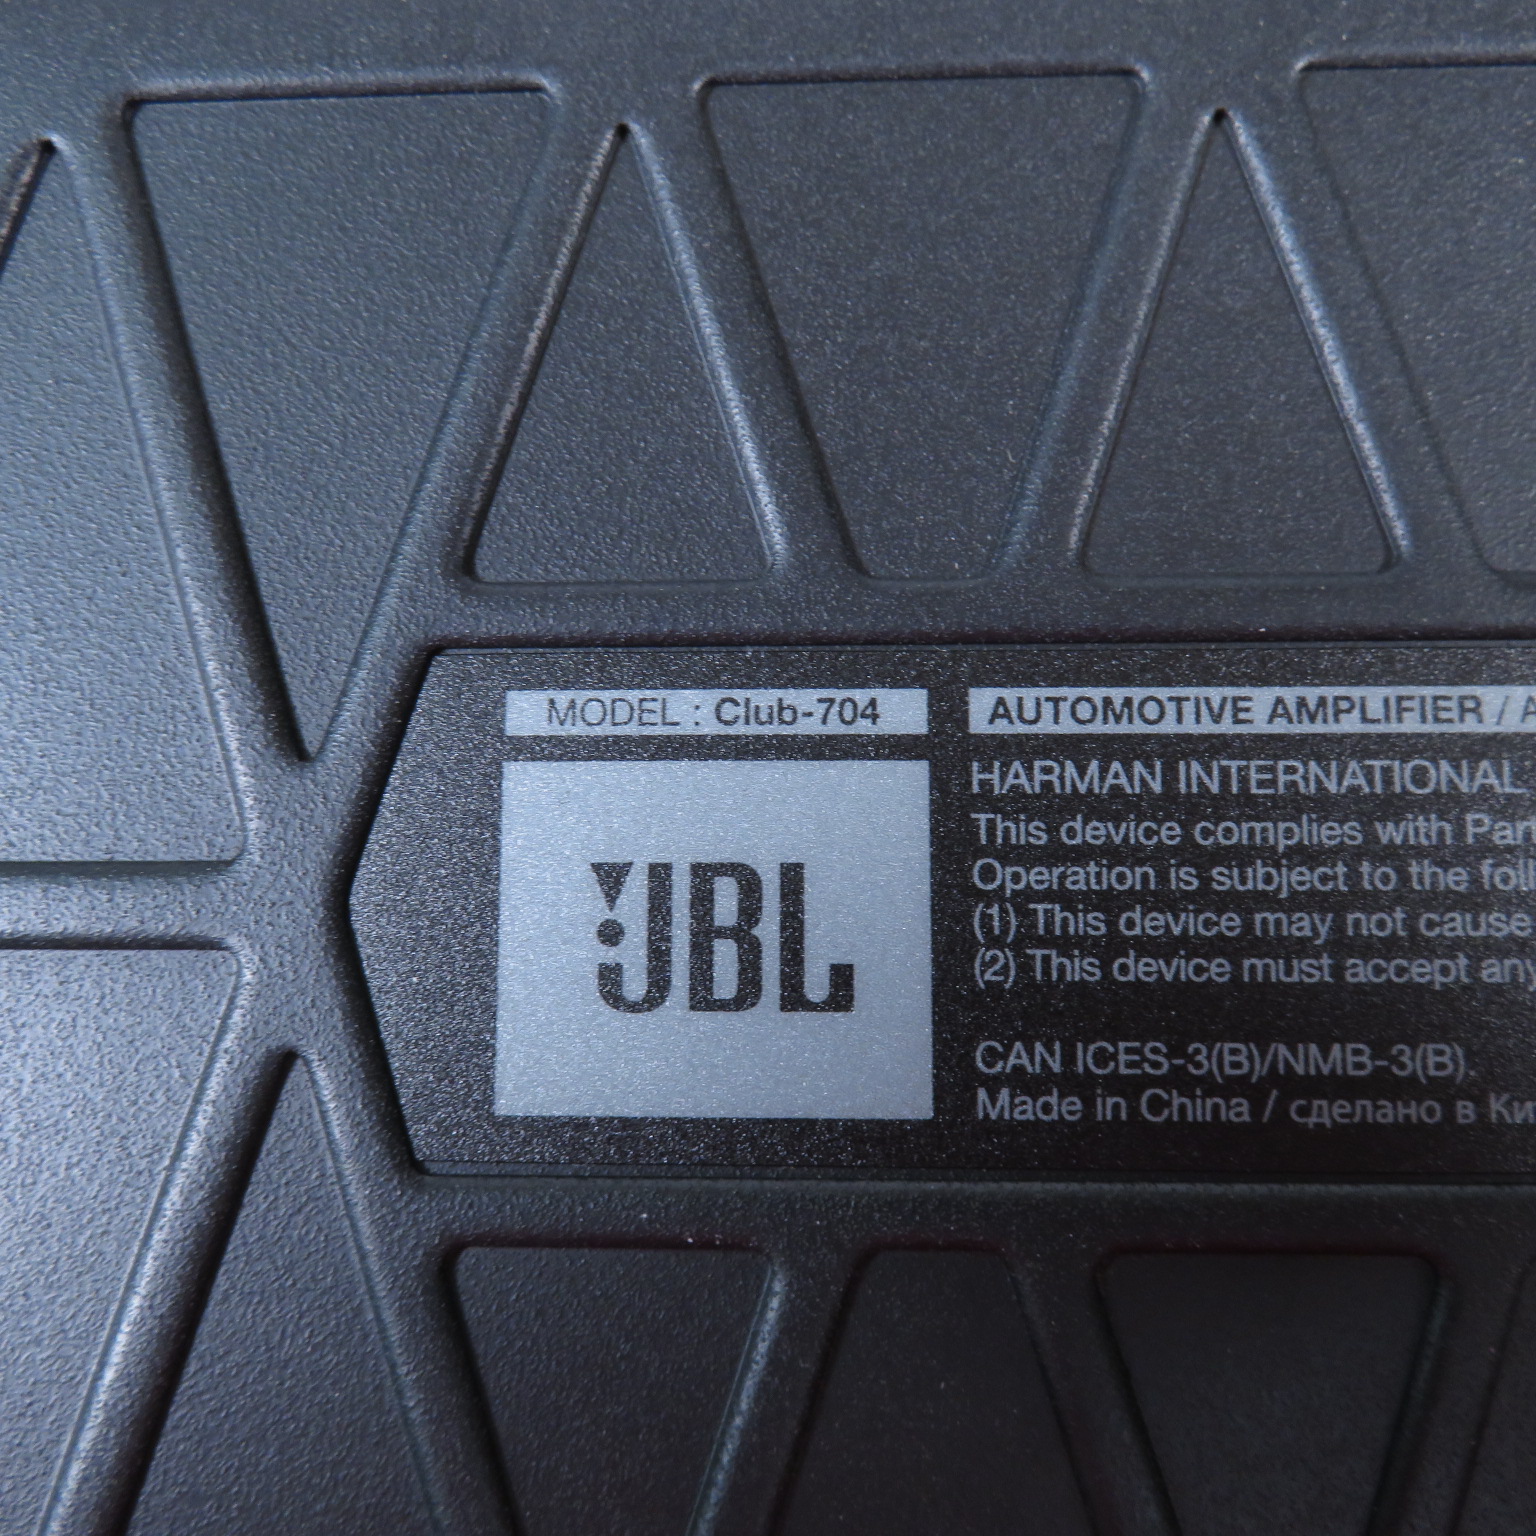 MODEL : Club-704
JBL
AUTOMOTIVE AMPLIFIER /
HARMAN INTERNATIONAL
This device complies with
Operation is subject to the
(1) This device may not cause
(2) This device must accept
CAN ICES-3(B)/NMB-3(B).
Made in China / сделано в